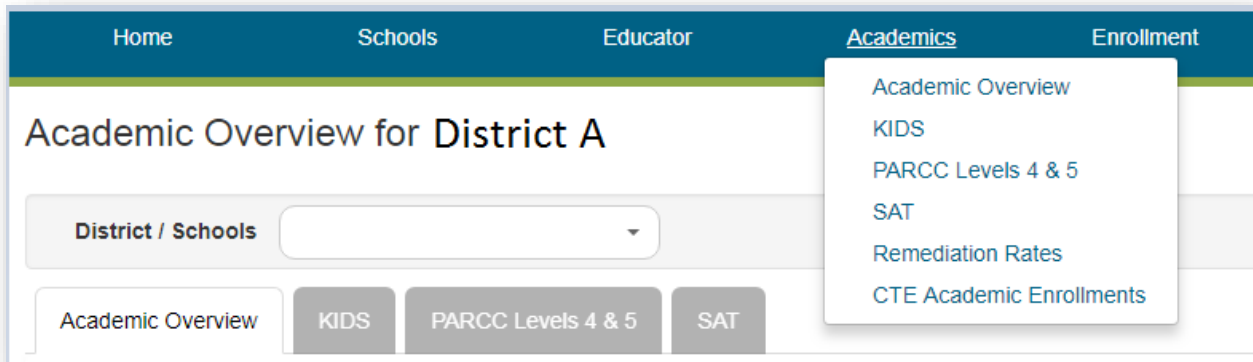 Home Schools Educator Academics Enrollment
Academic Overview
KIDS
PARCC Levels 4 & 5
SAT
Remediation Rates
CTE Academic Enrollments
Academic Overview for District A
District / Schools
Academic Overview KIDS PARCC Levels 4 & 5 SAT